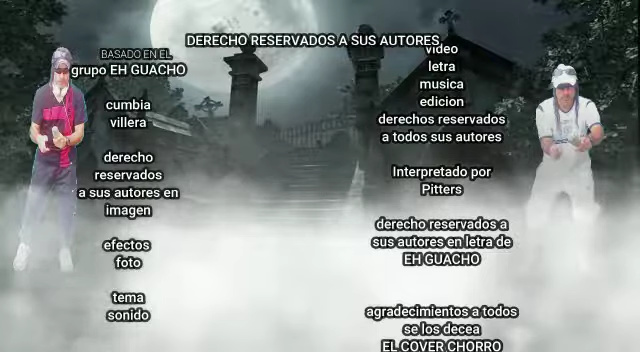 DERECHO RESERVADOS A SUS AUTORES
BASADO EN EL
grupo EH GUACHO
cumbia
villera
derecho
reservados
a sus autores en
imagen
efectos
foto
tema
sonido
video
letra
musica
edicion
derechos reservados
a todos sus autores
Interpretado por
Pitters
derecho reservados a
sus autores en letra de
EH GUACHO
agradecimientos a todos
se los decea
EL COVER CHORRO